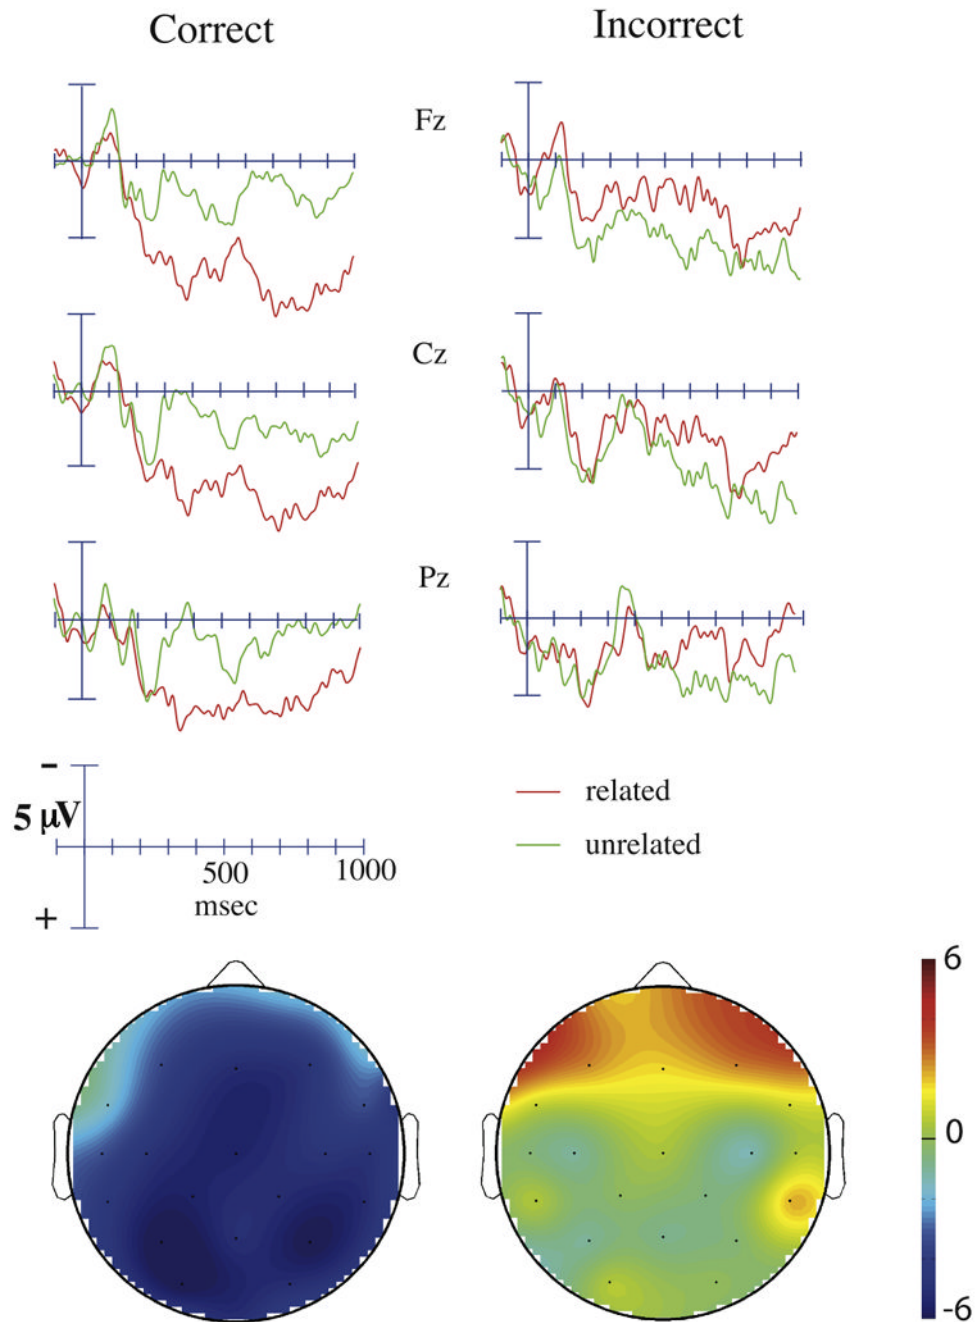 Correct
Incorrect
Fz
Cz
Pz
−
5 μV
+
500
1000
msec
related
unrelated
6
0
-6